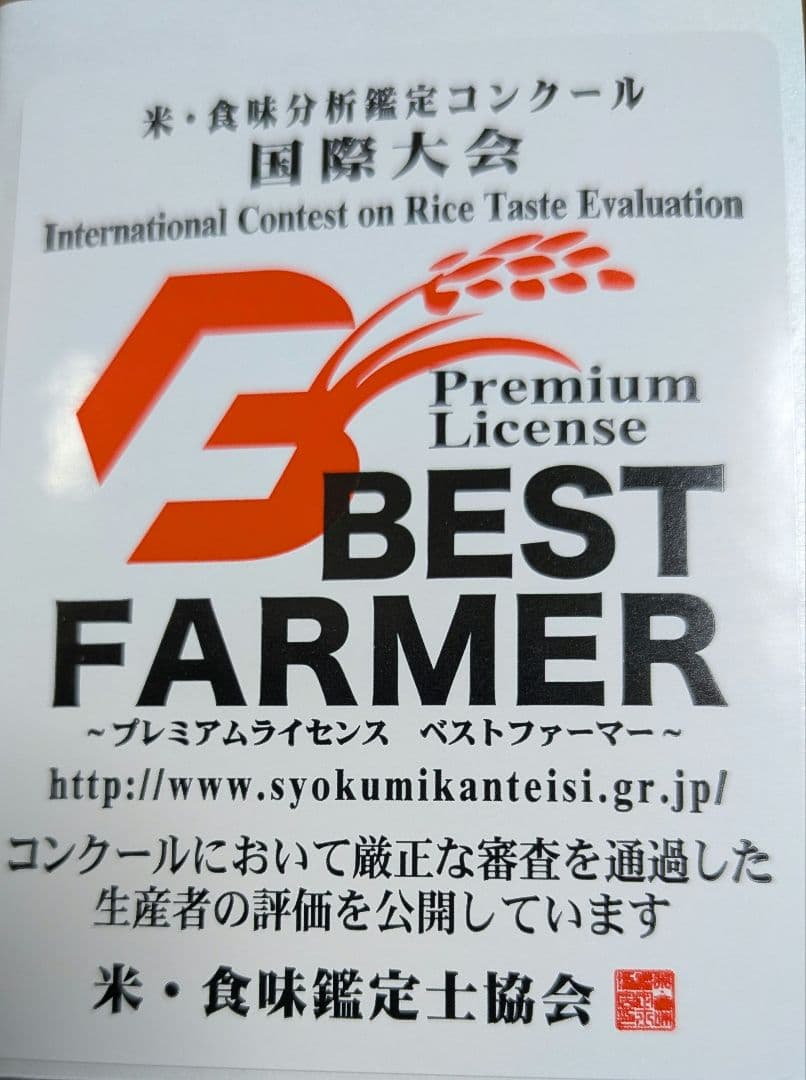 米・食味分析鑑定コンクール
国際大会
International Contest on Rice Taste Evaluation
Premium
License
BEST
FARMER
~プレミアムライセンス ベストファーマー~
http://www.syokumikanteisi.gr.jp/
コンクールにおいて厳正な審査を通過した
生産者の評価を公開しています
米・食味鑑定士協会